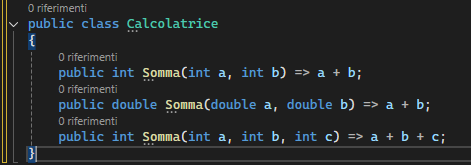 0 riferimenti
public class Calcolatrice
{
0 riferimenti
public int Somma(int a, int b) => a + b;
0 riferimenti
public double Somma(double a, double b) => a + b;
0 riferimenti
public int Somma(int a, int b, int c) => a + b + c;
}